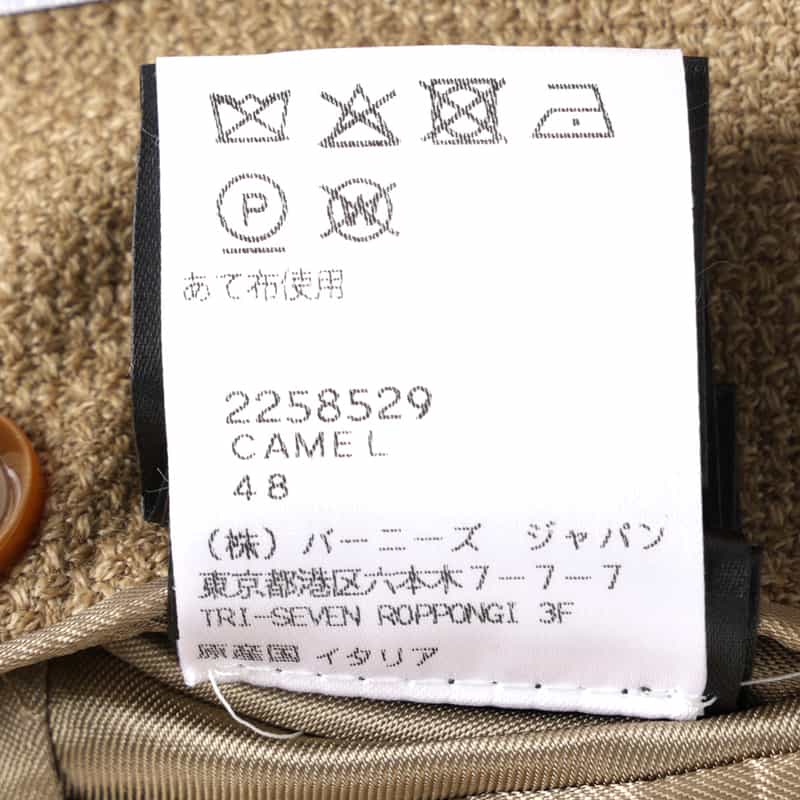 P W
あて布使用
2258529
CAMEL
48
(株) バーニーズ ジャパン
東京都港区六本木7-7-7
TRI-SEVEN ROPPONGI 3F
原産国 イタリア